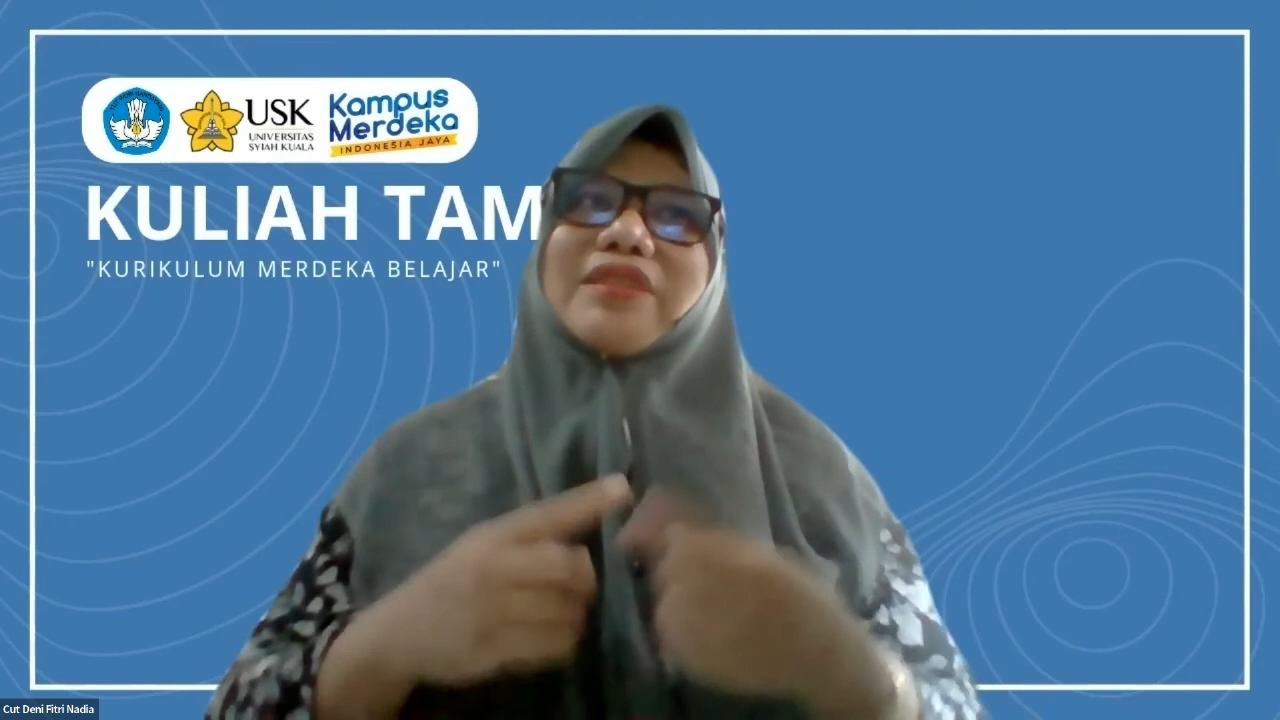 USK
UNIVERSITAS
SYIAH KUALA
Kampus
Merdeka
INDONESIA JAYA
KULIAH TAM
"KURIKULUM MERDEKA BELAJAR"
Cut Deni Fitri Nadia